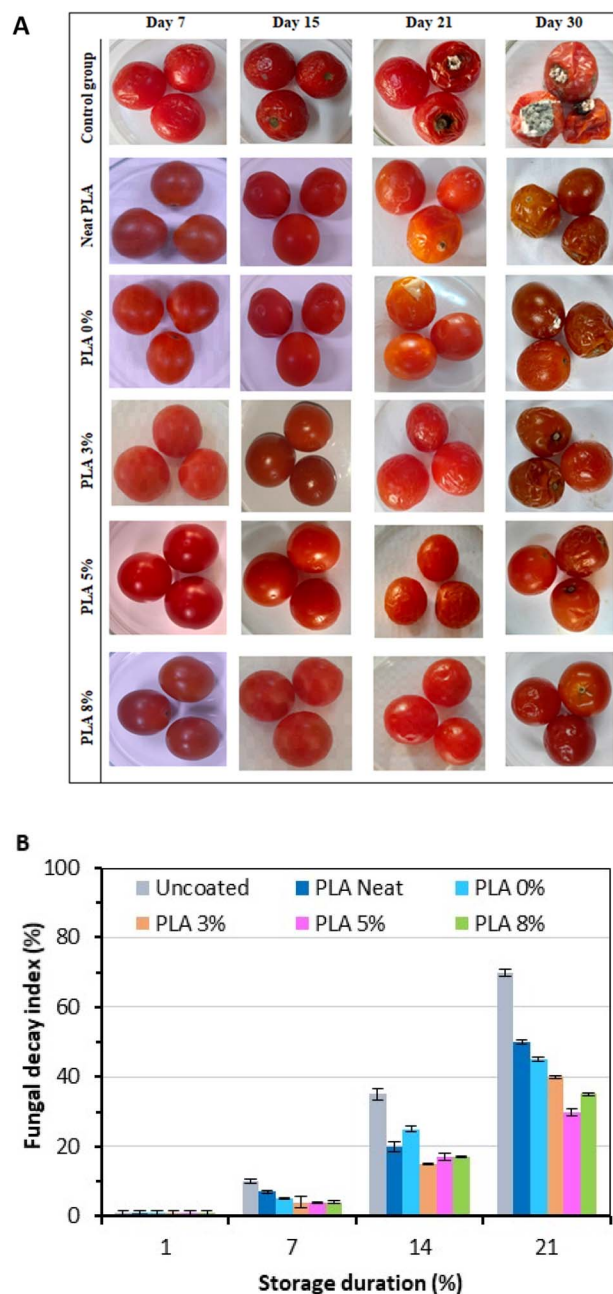 A
Day 7 Day 15 Day 21 Day 30
Control group
Neat PLA
PLA 0%
PLA 3%
PLA 5%
PLA 8%
B
100
80
60
40
20
0
Fungal decay index (%)
Uncoated PLA Neat PLA 0%
PLA 3% PLA 5% PLA 8%
1 7 14 21
Storage duration (%)